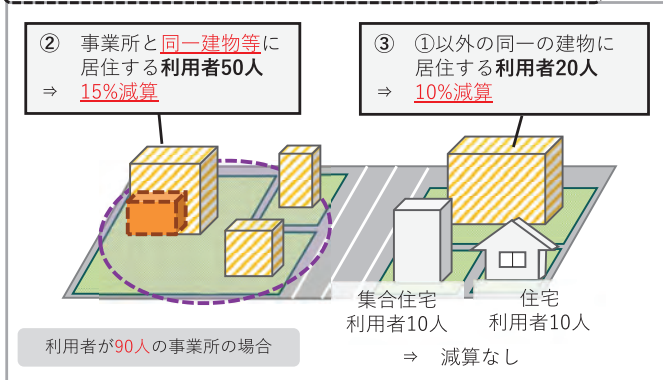 ② 事業所と同一建物等に
居住する利用者50人
⇒ 15%減算
③ ①以外の同一の建物に
居住する利用者20人
⇒ 10%減算
集合住宅
利用者10人
住宅
利用者10人
⇒ 減算なし
利用者が90人の事業所の場合